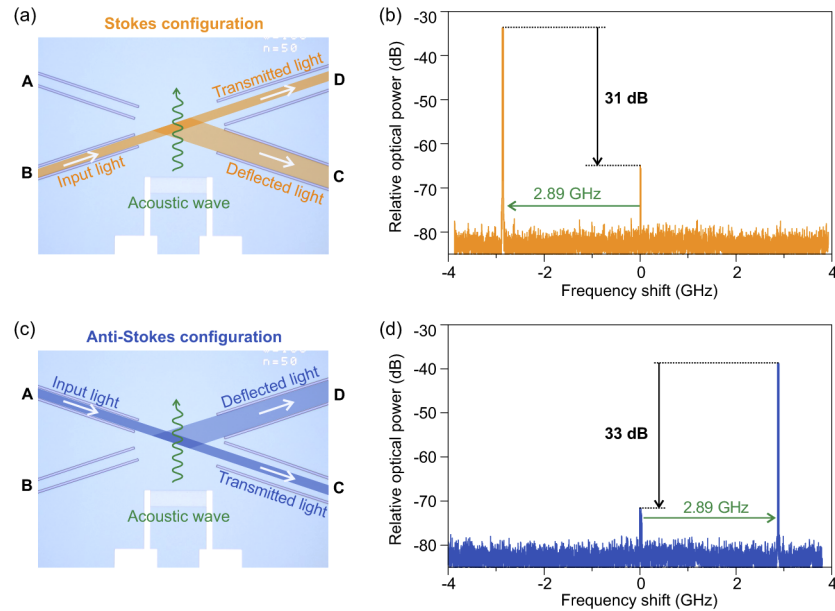 (a)
Stokes configuration
n=50
A
Transmitted light
D
B
Input light
Deflected light
C
Acoustic wave
(b)
Relative optical power (dB)
-30
-40
-50
-60
-70
-80
31 dB
2.89 GHz
-4
-2
0
2
4
Frequency shift (GHz)
(c)
Anti-Stokes configuration
n=50
A
Input light
Deflected light
D
B
Transmitted light
C
Acoustic wave
(d)
Relative optical power (dB)
-30
-40
-50
-60
-70
-80
33 dB
2.89 GHz
-4
-2
0
2
4
Frequency shift (GHz)